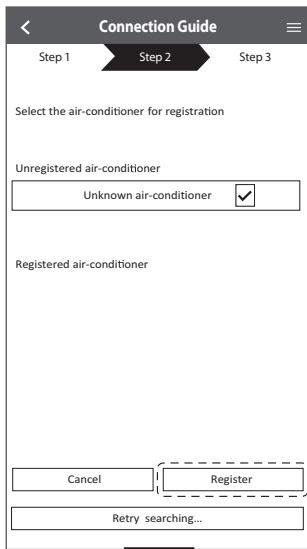 Connection Guide
Step 1 Step 2 Step 3
Select the air-conditioner for registration
Unregistered air-conditioner
Unknown air-conditioner
Registered air-conditioner
Cancel Register
Retry searching...